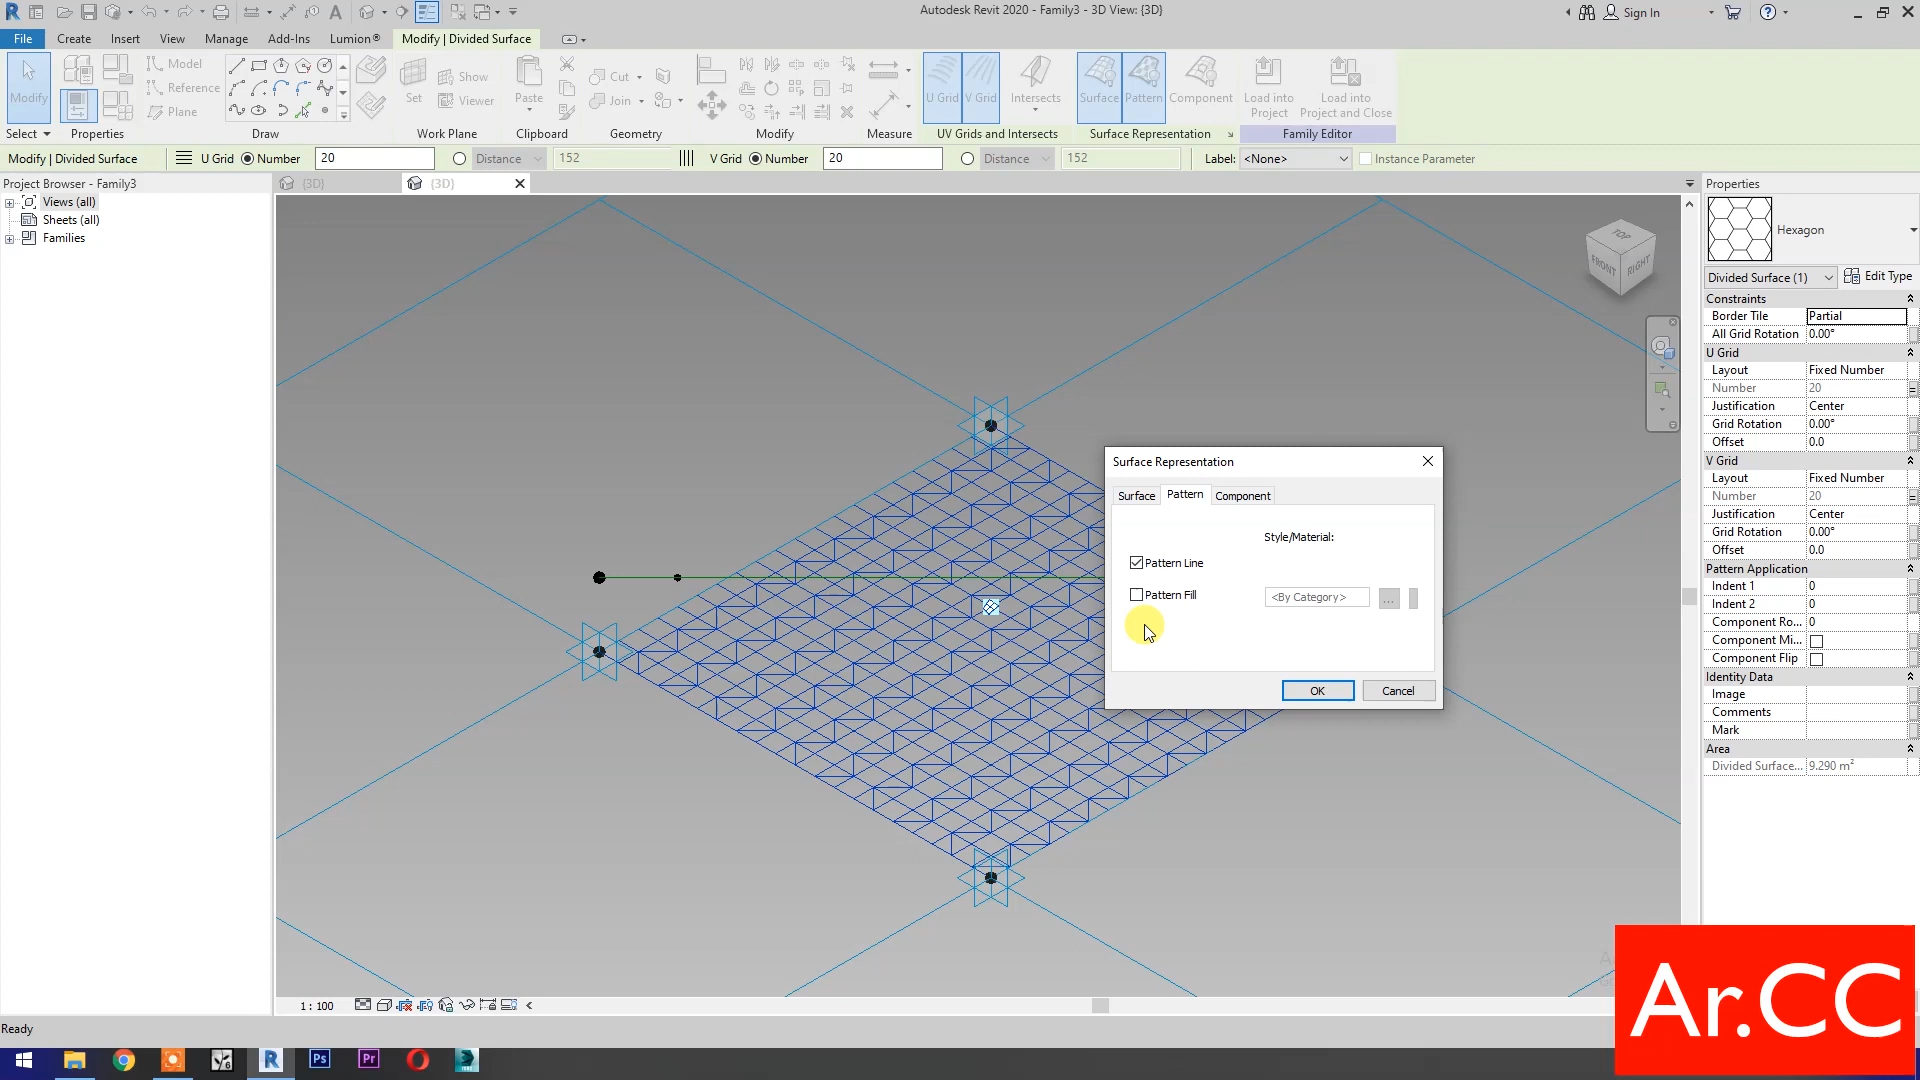 Autodesk Revit 2020 - Family3 - 3D View: {3D}
Sign In
File Create Insert View Manage Add-Ins Lumion® Modify | Divided Surface
Modify
Model
Reference
Plane
Set
Show
Viewer
Paste
Cut
Join
U Grid V Grid
Intersects
Surface Pattern Component
Load into Project
Load into Project and Close
Select Properties Draw Work Plane Clipboard Geometry Modify Measure UV Grids and Intersects Surface Representation Family Editor
Modify | Divided Surface U Grid Number 20 Distance 152 V Grid Number 20 Distance 152 Label: <None> Instance Parameter
Project Browser - Family3
Views (all)
Sheets (all)
Families
{3D}
{3D}
TOP
FRONT
RIGHT
Surface Representation
Surface Pattern Component
Style/Material:
Pattern Line
Pattern Fill <By Category> ...
OK Cancel
Properties
Hexagon
Divided Surface (1) Edit Type
Constraints
Border Tile Partial
All Grid Rotation 0.00°
U Grid
Layout Fixed Number
Number 20
Justification Center
Grid Rotation 0.00°
Offset 0.0
V Grid
Layout Fixed Number
Number 20
Justification Center
Grid Rotation 0.00°
Offset 0.0
Pattern Application
Indent 1 0
Indent 2 0
Component Ro... 0
Component Mi...
Component Flip
Identity Data
Image
Comments
Mark
Area
Divided Surface... 9.290 m²
1 : 100
Ready
Ar.CC